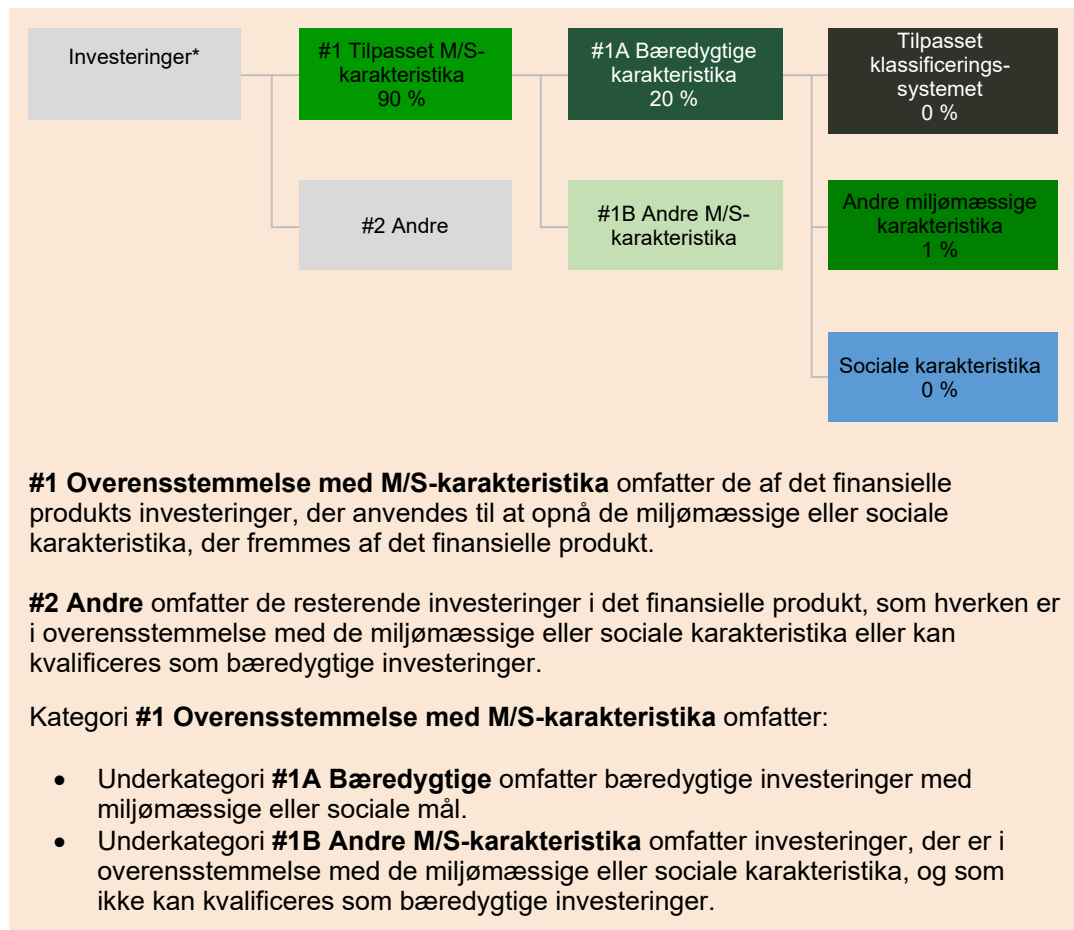 Investeringer*
#1 Tilpasset M/S-
karakteristika
90 %
#1A Bæredygtige
karakteristika
20 %
Tilpasset
klassificerings-
systemet
0 %
#2 Andre
#1B Andre M/S-
karakteristika
Andre miljømæssige
karakteristika
1 %
Sociale karakteristika
0 %
#1 Overensstemmelse med M/S-karakteristika omfatter de af det finansielle
produkts investeringer, der anvendes til at opnå de miljømæssige eller sociale
karakteristika, der fremmes af det finansielle produkt.
#2 Andre omfatter de resterende investeringer i det finansielle produkt, som hverken er
i overensstemmelse med de miljømæssige eller sociale karakteristika eller kan
kvalificeres som bæredygtige investeringer.
Kategori #1 Overensstemmelse med M/S-karakteristika omfatter:
• Underkategori #1A Bæredygtige omfatter bæredygtige investeringer med
miljømæssige eller sociale mål.
• Underkategori #1B Andre M/S-karakteristika omfatter investeringer, der er i
overensstemmelse med de miljømæssige eller sociale karakteristika, og som
ikke kan kvalificeres som bæredygtige investeringer.